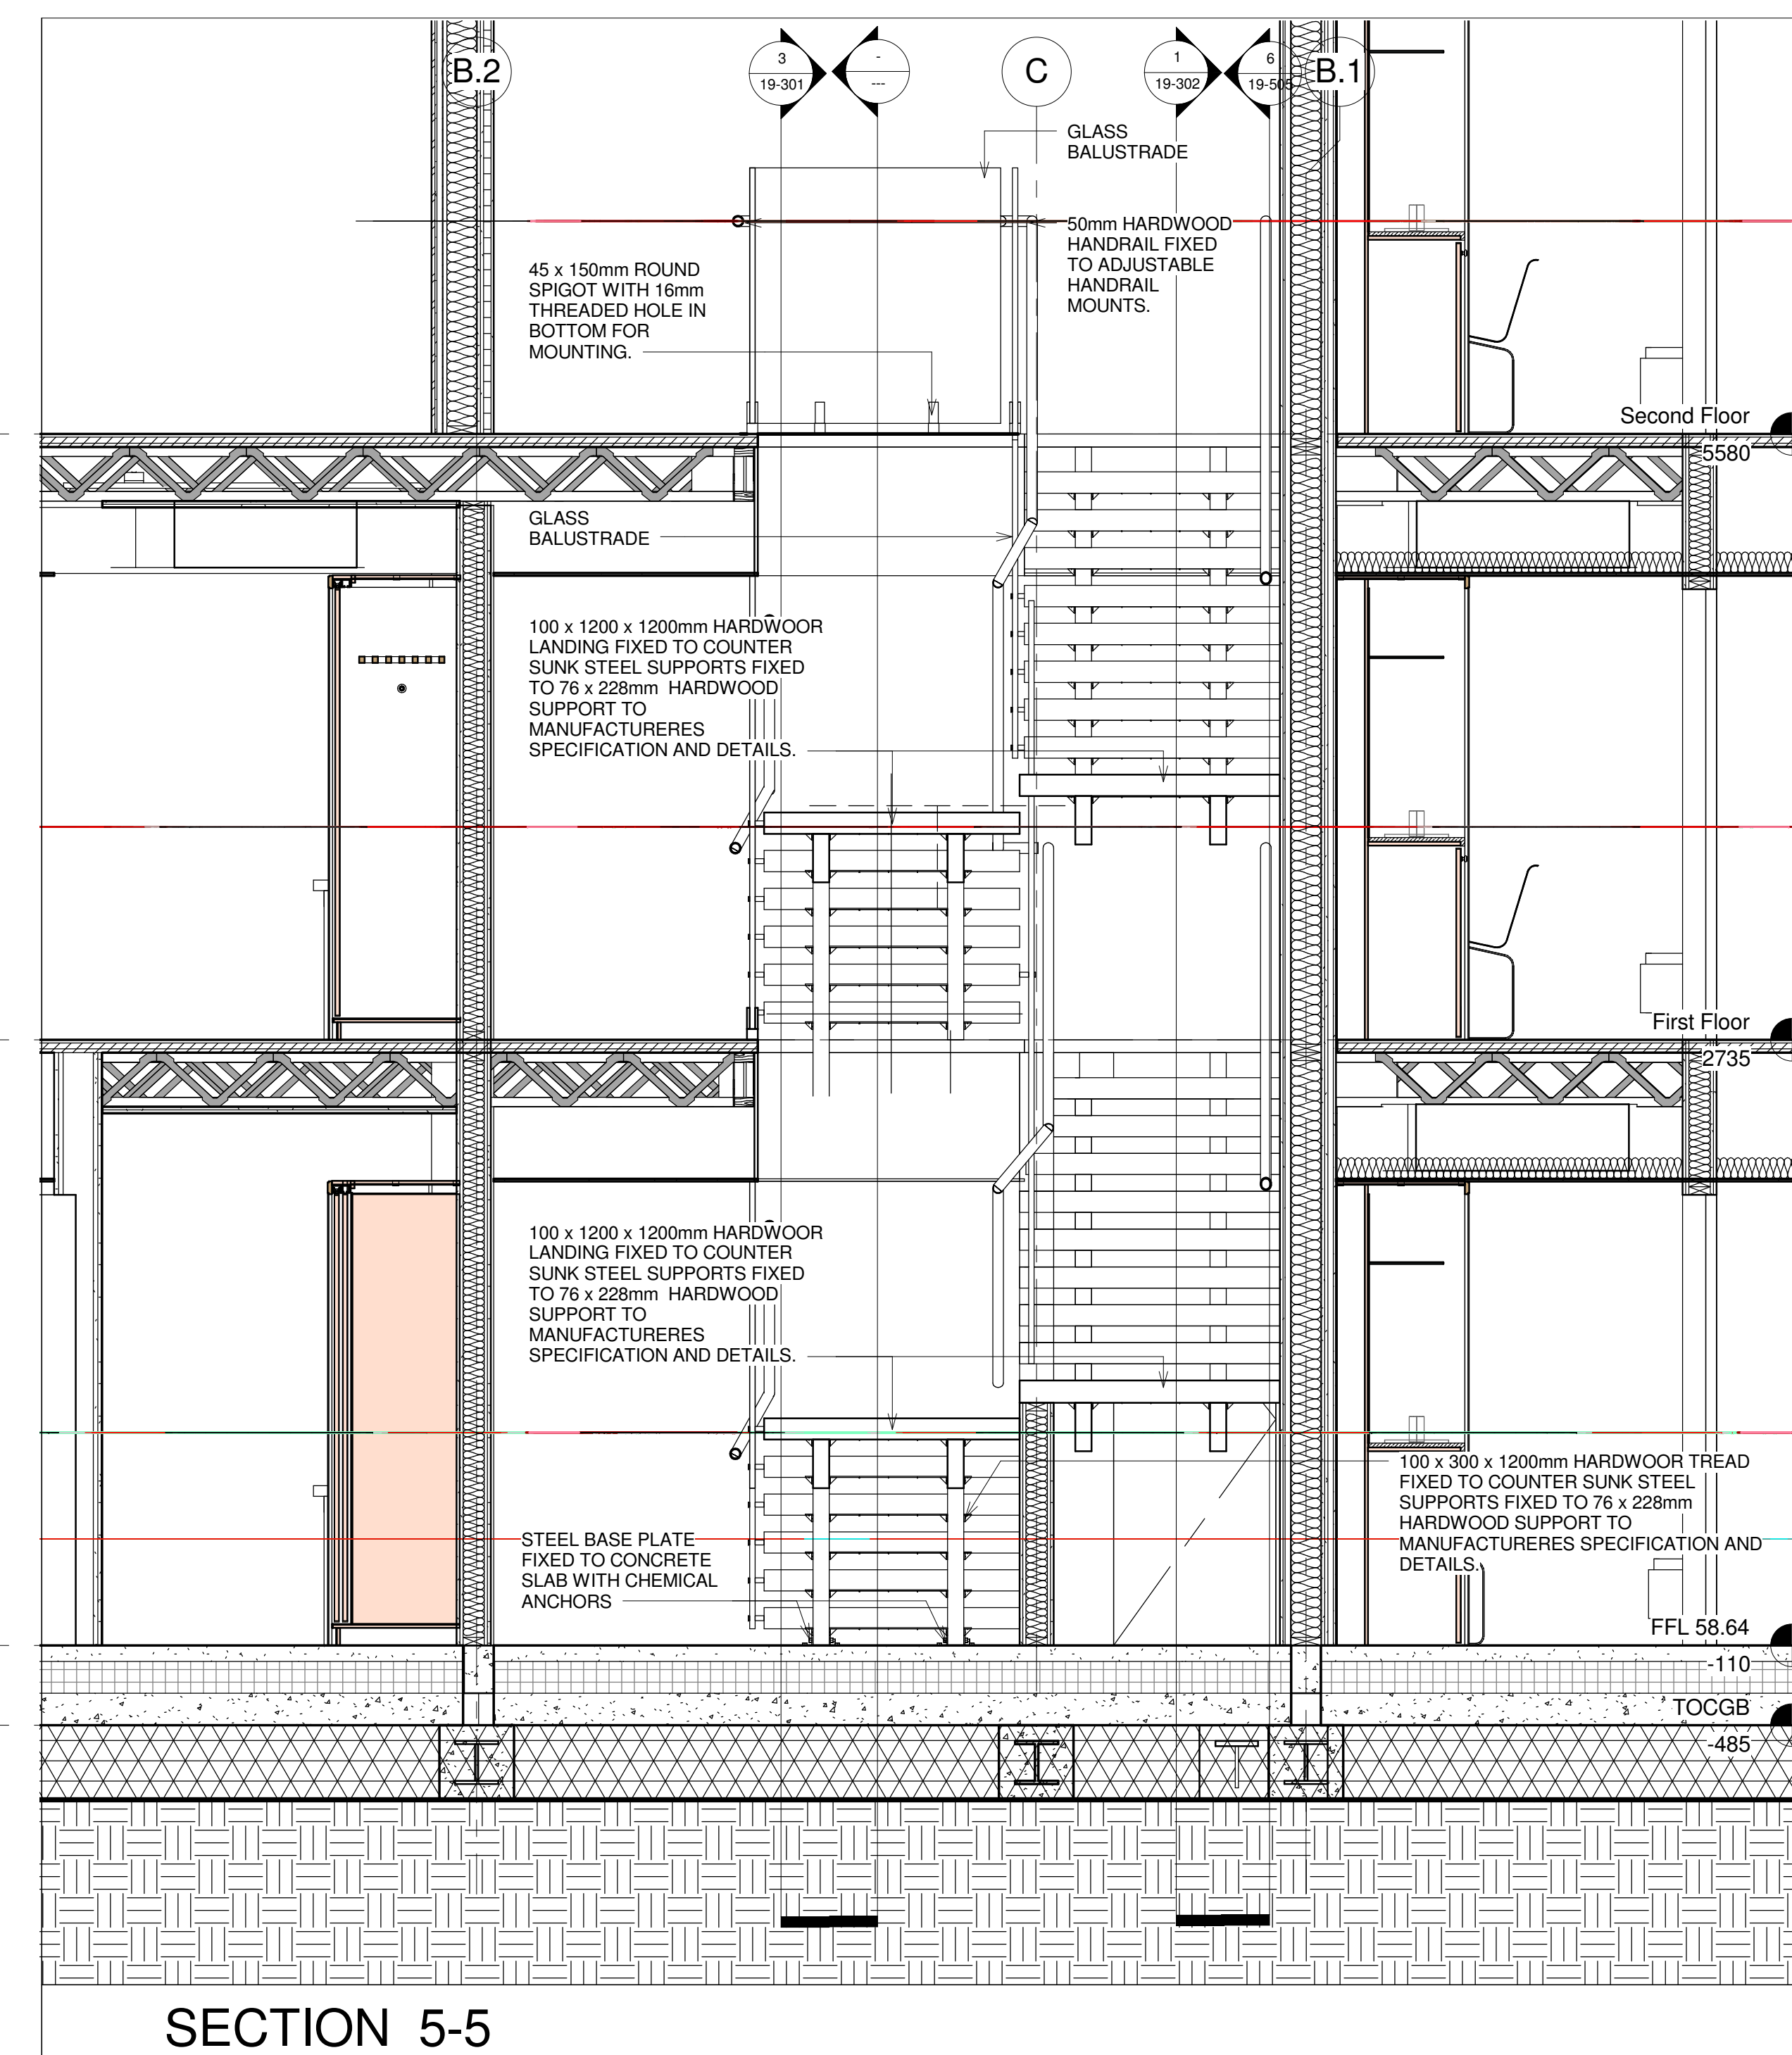 B.2
3
19-301
-
---
C
1
19-302
6
19-505
B.1
GLASS
BALUSTRADE
50mm HARDWOOD
HANDRAIL FIXED
TO ADJUSTABLE
HANDRAIL
MOUNTS.
45 x 150mm ROUND
SPIGOT WITH 16mm
THREADED HOLE IN
BOTTOM FOR
MOUNTING.
Second Floor
5580
GLASS
BALUSTRADE
100 x 1200 x 1200mm HARDWOOR
LANDING FIXED TO COUNTER
SUNK STEEL SUPPORTS FIXED
TO 76 x 228mm HARDWOOD
SUPPORT TO
MANUFACTURERES
SPECIFICATION AND DETAILS.
First Floor
2735
100 x 1200 x 1200mm HARDWOOR
LANDING FIXED TO COUNTER
SUNK STEEL SUPPORTS FIXED
TO 76 x 228mm HARDWOOD
SUPPORT TO
MANUFACTURERES
SPECIFICATION AND DETAILS.
100 x 300 x 1200mm HARDWOOR TREAD
FIXED TO COUNTER SUNK STEEL
SUPPORTS FIXED TO 76 x 228mm
HARDWOOD SUPPORT TO
MANUFACTURERES SPECIFICATION AND
DETAILS.
STEEL BASE PLATE
FIXED TO CONCRETE
SLAB WITH CHEMICAL
ANCHORS
FFL 58.64
-110
TOCGB
-485
SECTION 5-5